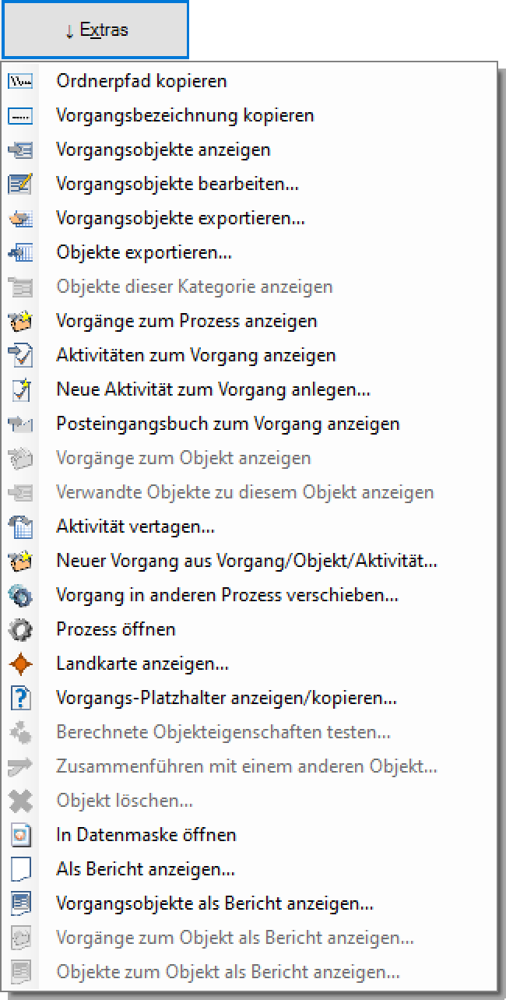 ↓ Extras
Ordnerpfad kopieren
Vorgangsbezeichnung kopieren
Vorgangsobjekte anzeigen
Vorgangsobjekte bearbeiten...
Vorgangsobjekte exportieren...
Objekte exportieren...
Objekte dieser Kategorie anzeigen
Vorgänge zum Prozess anzeigen
Aktivitäten zum Vorgang anzeigen
Neue Aktivität zum Vorgang anlegen...
Posteingangsbuch zum Vorgang anzeigen
Vorgänge zum Objekt anzeigen
Verwandte Objekte zu diesem Objekt anzeigen
Aktivität vertagen...
Neuer Vorgang aus Vorgang/Objekt/Aktivität...
Vorgang in anderen Prozess verschieben...
Prozess öffnen
Landkarte anzeigen...
Vorgangs-Platzhalter anzeigen/kopieren...
Berechnete Objekteigenschaften testen...
Zusammenführen mit einem anderen Objekt...
Objekt löschen...
In Datenmaske öffnen
Als Bericht anzeigen...
Vorgangsobjekte als Bericht anzeigen...
Vorgänge zum Objekt als Bericht anzeigen...
Objekte zum Objekt als Bericht anzeigen...